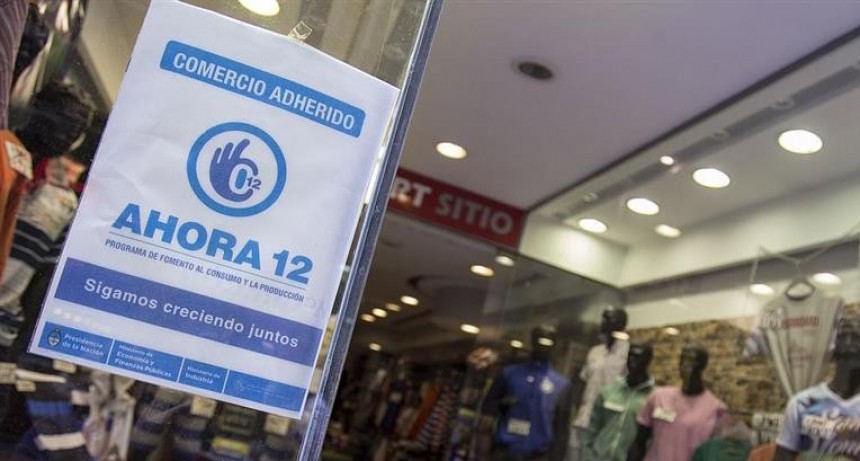 COMERCIO ADHERIDO
12
AHORA 12
PROGRAMA DE FOMENTO AL CONSUMO Y LA PRODUCCIÓN
Sigamos creciendo juntos
Presidencia
de la Nación
Ministerio de
Economía y
Finanzas Públicas
Ministerio de
Industria
RT SITIO